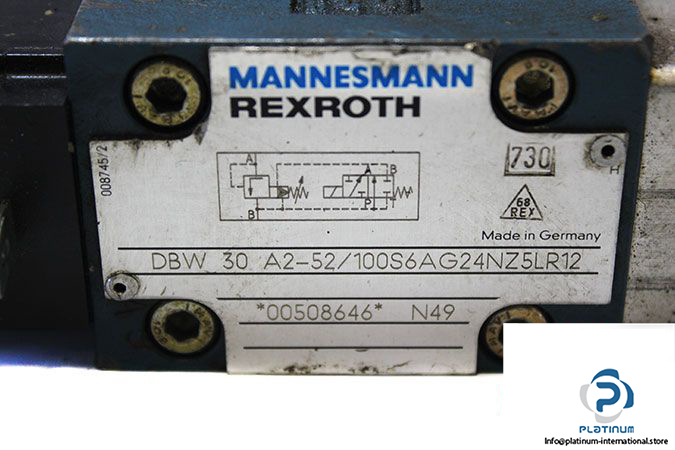 MANNESMANN
REXROTH
008745/2
A
B
A
B
P
T
730
H
68
REX
Made in Germany
DBW 30 A2-52/100S6AG24NZ5LR12
*00508646* N49
PLATINUM
Info@platinum-international.store